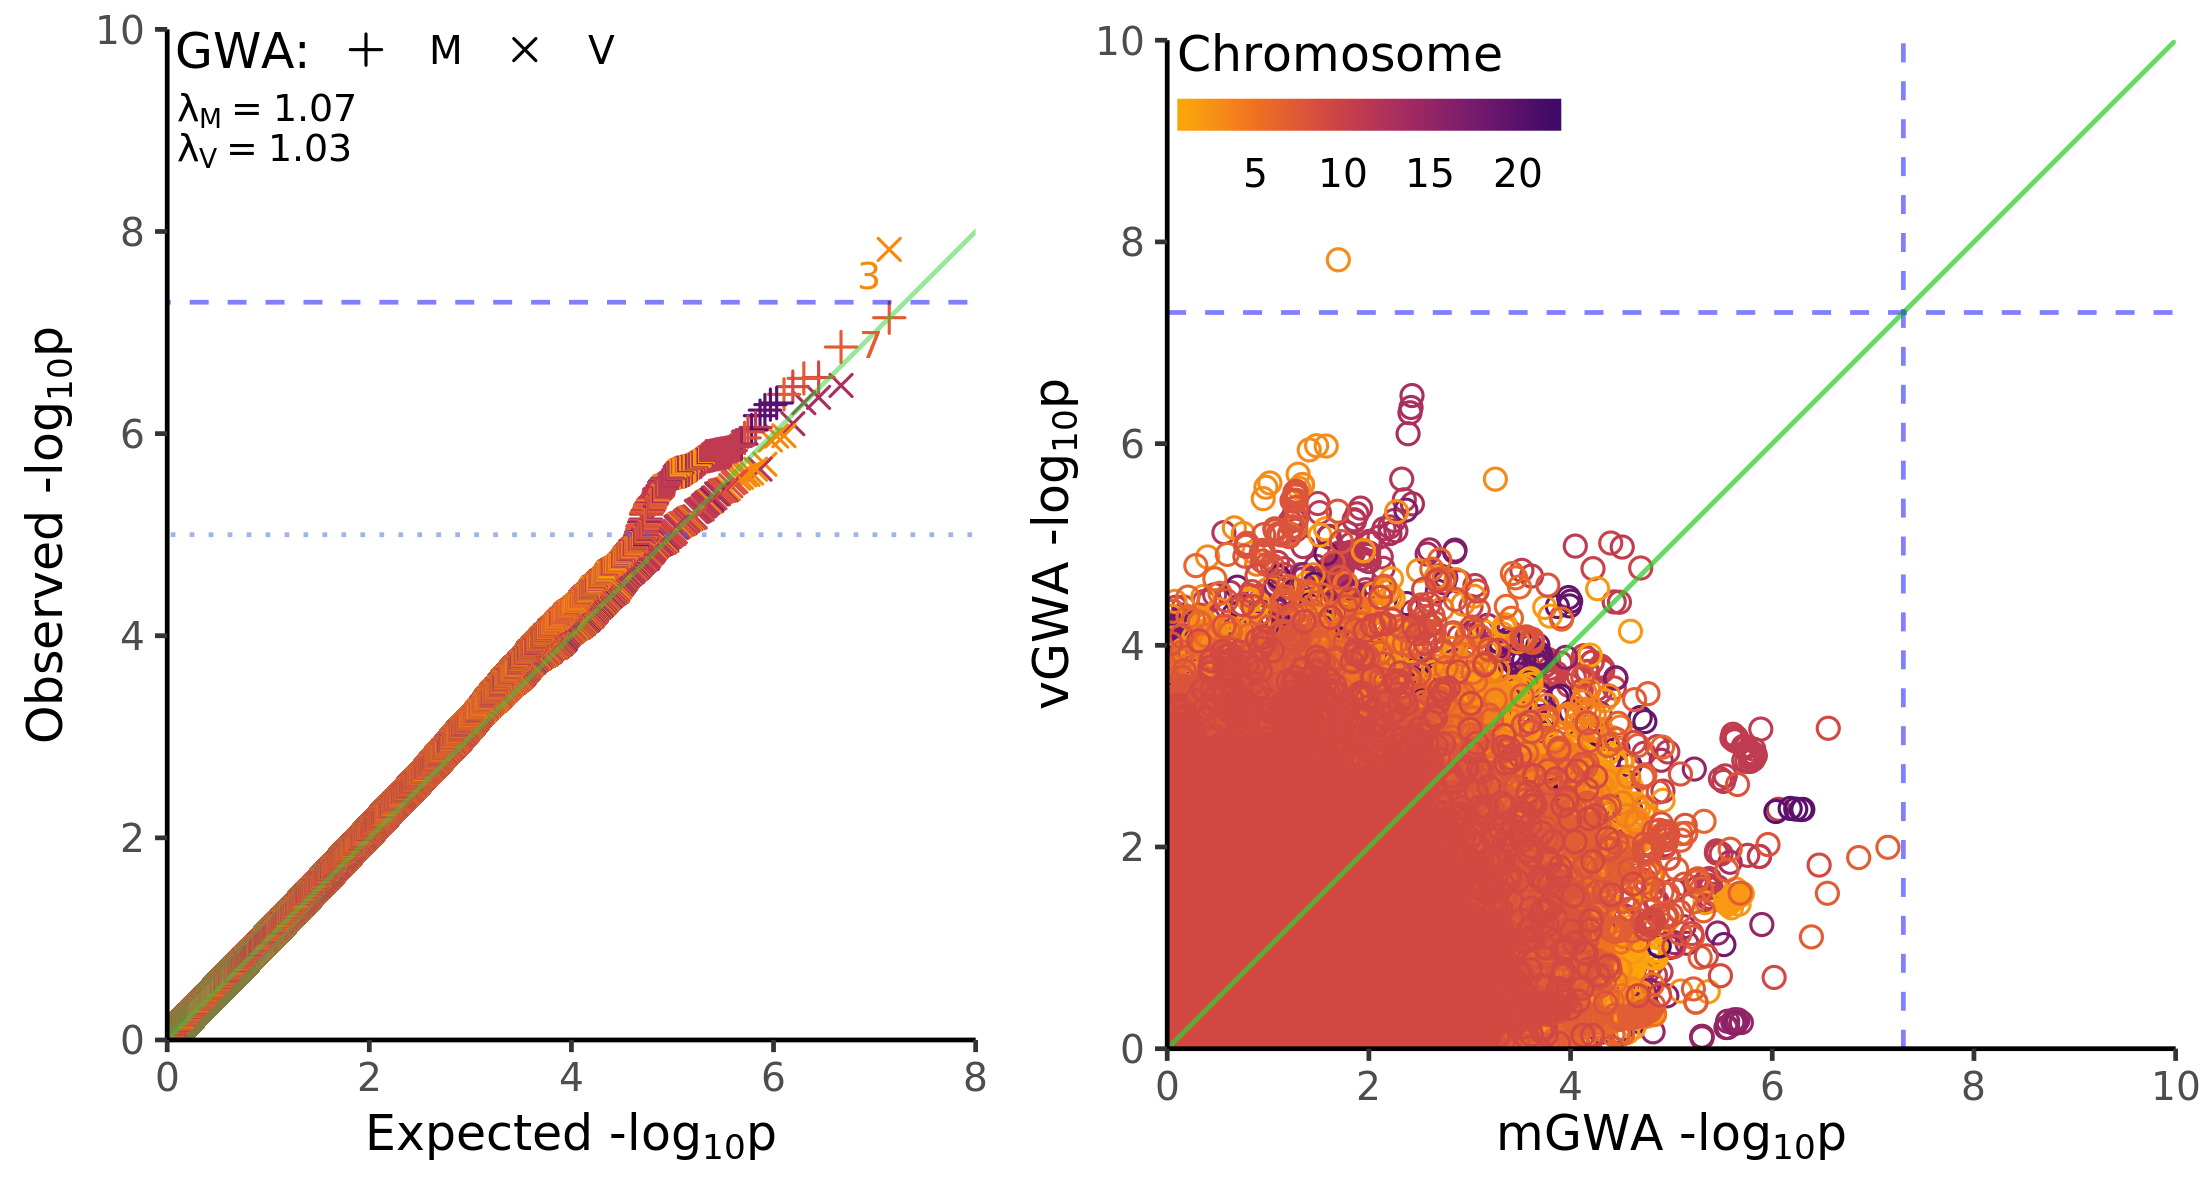 GWA: + M × V
λM = 1.07
λV = 1.03
10
8
6
4
2
0
3
7
0 2 4 6 8
Observed -log10p
Expected -log10p
Chromosome
5 10 15 20
10
8
6
4
2
0
0 2 4 6 8 10
vGWA -log10p
mGWA -log10p